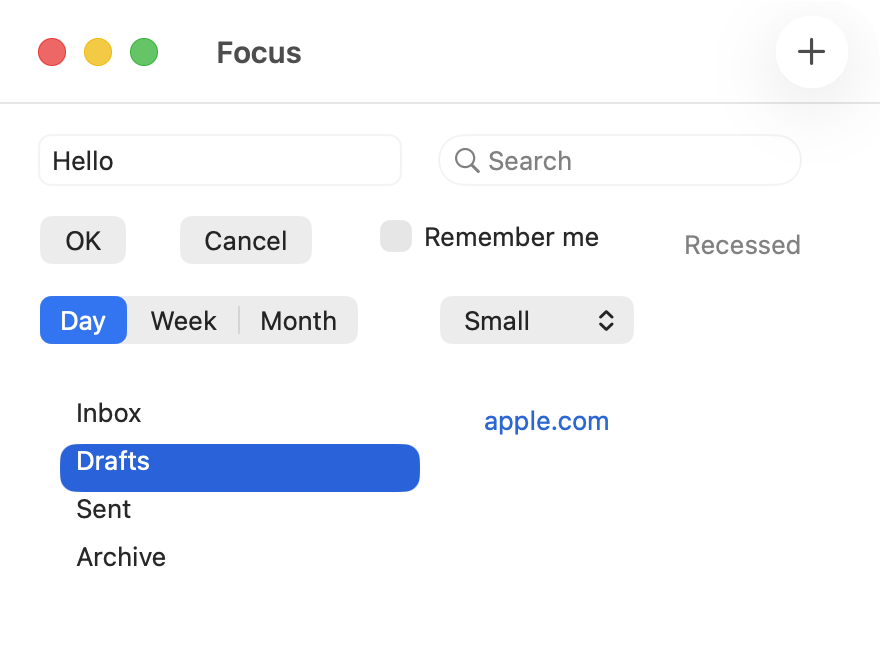 Focus
Hello
Search
OK
Cancel
Remember me
Recessed
Day
Week
Month
Small
Inbox
apple.com
Drafts
Sent
Archive